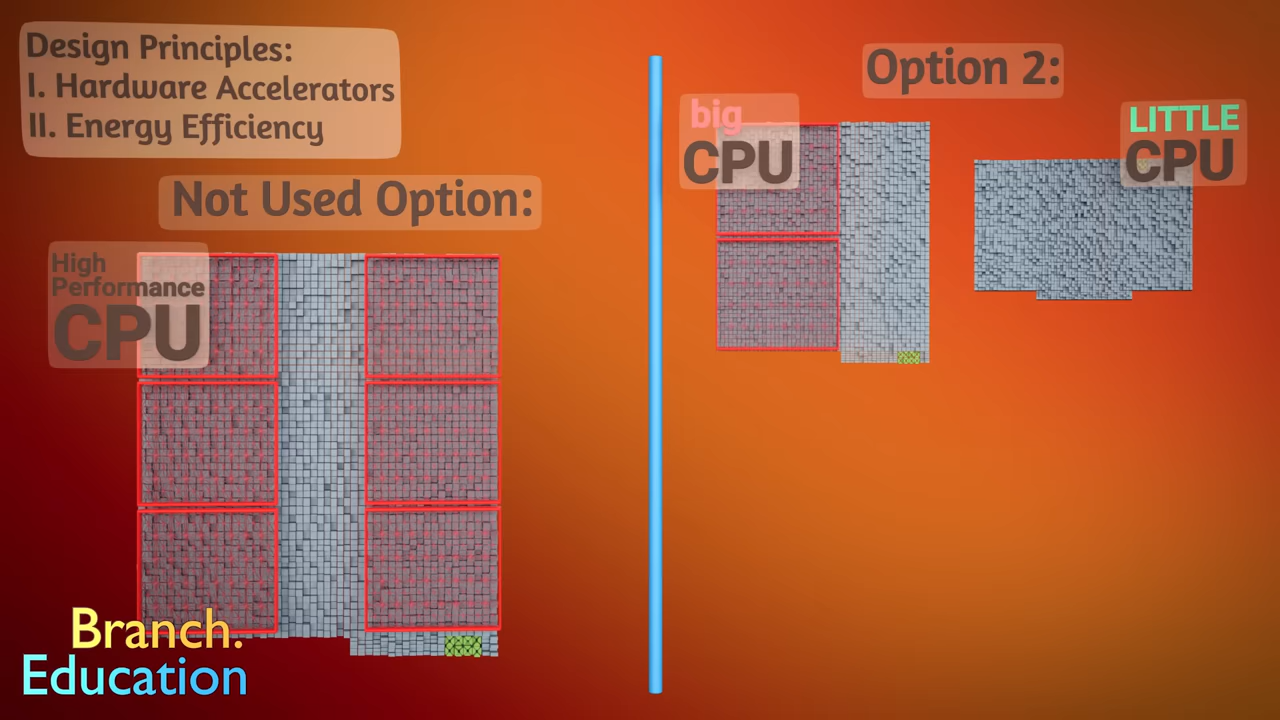 Design Principles:
I. Hardware Accelerators
II. Energy Efficiency
Not Used Option:
High
Performance
CPU
Option 2:
big
CPU
LITTLE
CPU
Branch.
Education